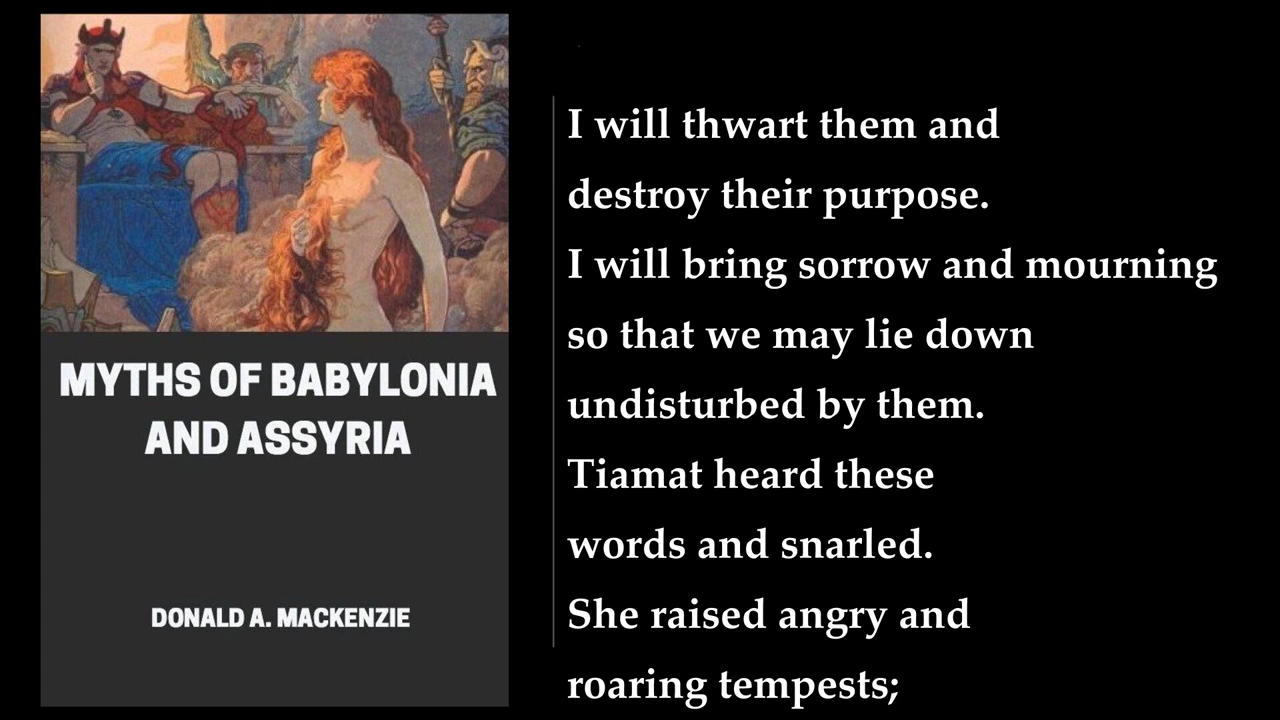 MYTHS OF BABYLONIA
AND ASSYRIA
DONALD A. MACKENZIE
I will thwart them and
destroy their purpose.
I will bring sorrow and mourning
so that we may lie down
undisturbed by them.
Tiamat heard these
words and snarled.
She raised angry and
roaring tempests;